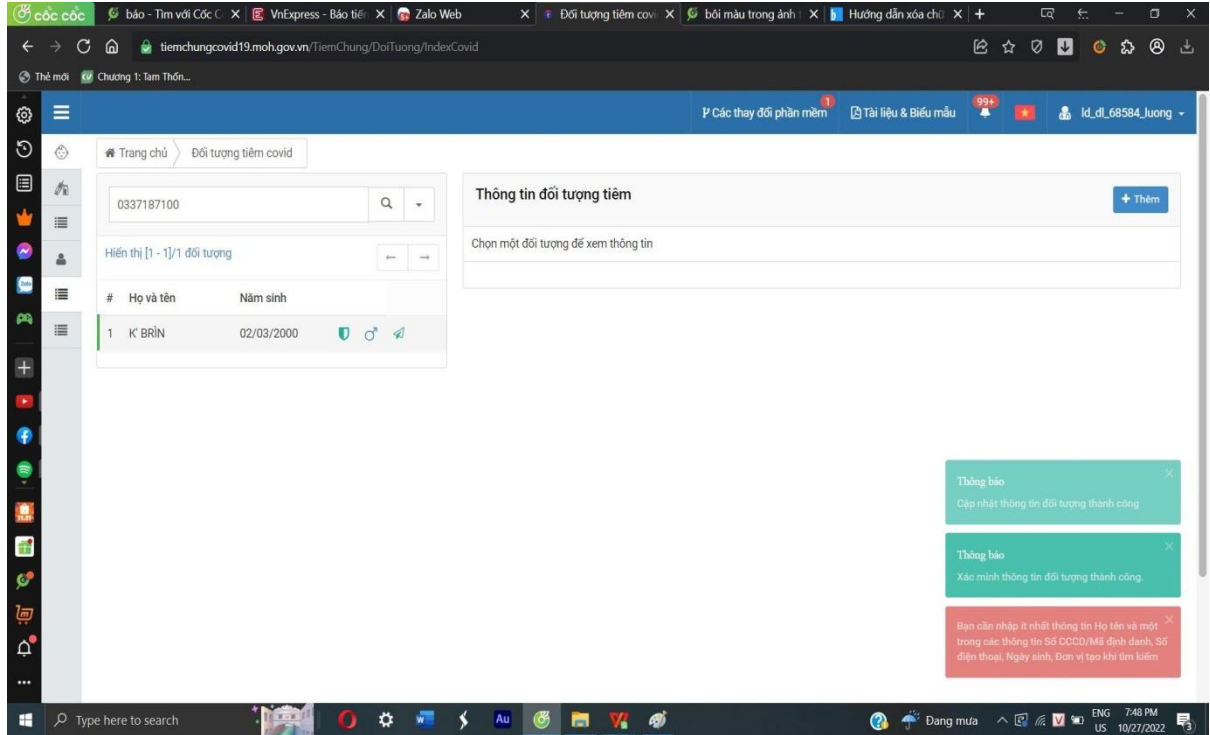 cốc cốc
báo - Tìm với Cốc C
VnExpress - Báo tiến
Zalo Web
Đối tượng tiêm covi
bôi màu trong ảnh
Hướng dẫn xóa chữ
tiemchungcovid19.moh.gov.vn/TiemChung/DoiTuong/IndexCovid
Thẻ mới
Chương 1: Tam Thốn...
Các thay đổi phần mềm
1
Tài liệu & Biểu mẫu
99+
ld_dl_68584_luong
Trang chủ
Đối tượng tiêm covid
0337187100
Thông tin đối tượng tiêm
+ Thêm
Hiển thị [1 - 1]/1 đối tượng
← →
Chọn một đối tượng để xem thông tin
# Họ và tên Năm sinh
1 K' BRÌN 02/03/2000
Thông báo
Cập nhật thông tin đối tượng thành công
Thông báo
Xác minh thông tin đối tượng thành công.
Bạn cần nhập ít nhất thông tin Họ tên và một
trong các thông tin Số CCCD/Mã định danh, Số
điện thoại, Ngày sinh, Đơn vị tạo khi tìm kiếm
Type here to search
Đang mưa
ENG
US
7:48 PM
10/27/2022
3